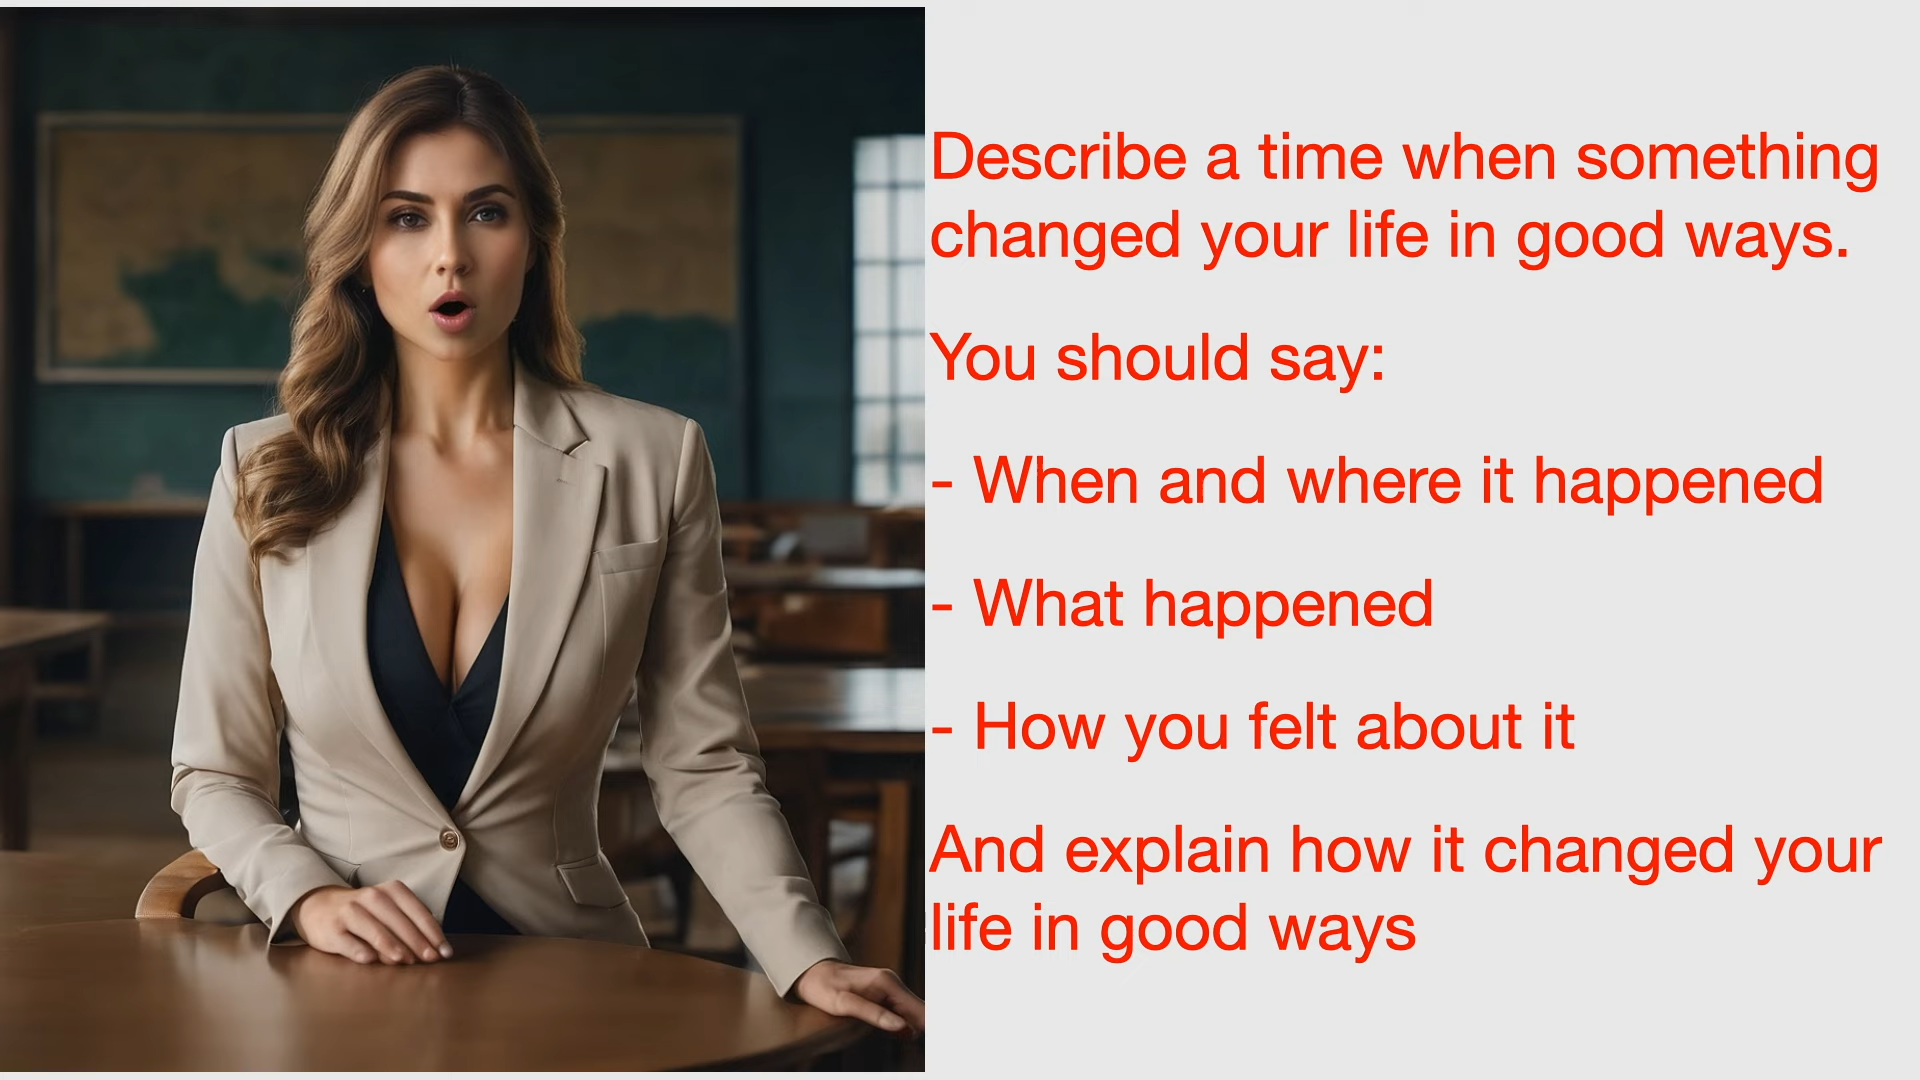 Describe a time when something
changed your life in good ways.
You should say:
- When and where it happened
- What happened
- How you felt about it
And explain how it changed your
life in good ways